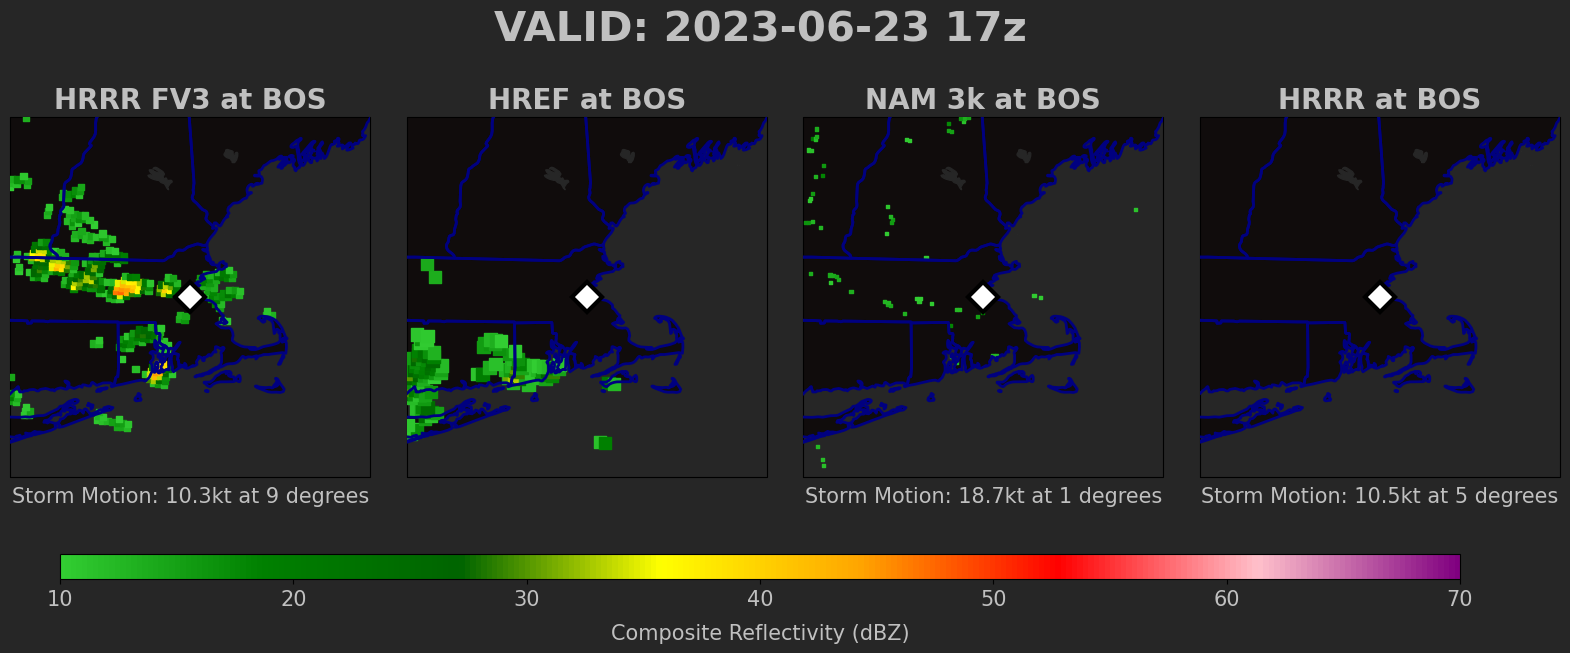 VALID: 2023-06-23 17z
HRRR FV3 at BOS
HREF at BOS
NAM 3k at BOS
HRRR at BOS
Storm Motion: 10.3kt at 9 degrees
Storm Motion: 18.7kt at 1 degrees
Storm Motion: 10.5kt at 5 degrees
10 20 30 40 50 60 70
Composite Reflectivity (dBZ)